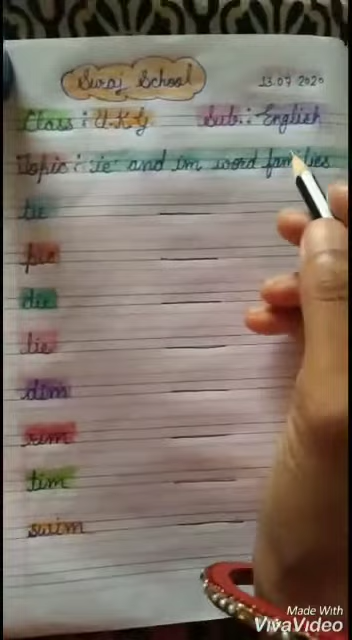 Swaj School
13.07.2020
Class : U.K.G Sub. : English
Topic : 'ie' and im word families
tie
pie
die
lie
dim
rim
tim
swim
Made With
VivaVideo